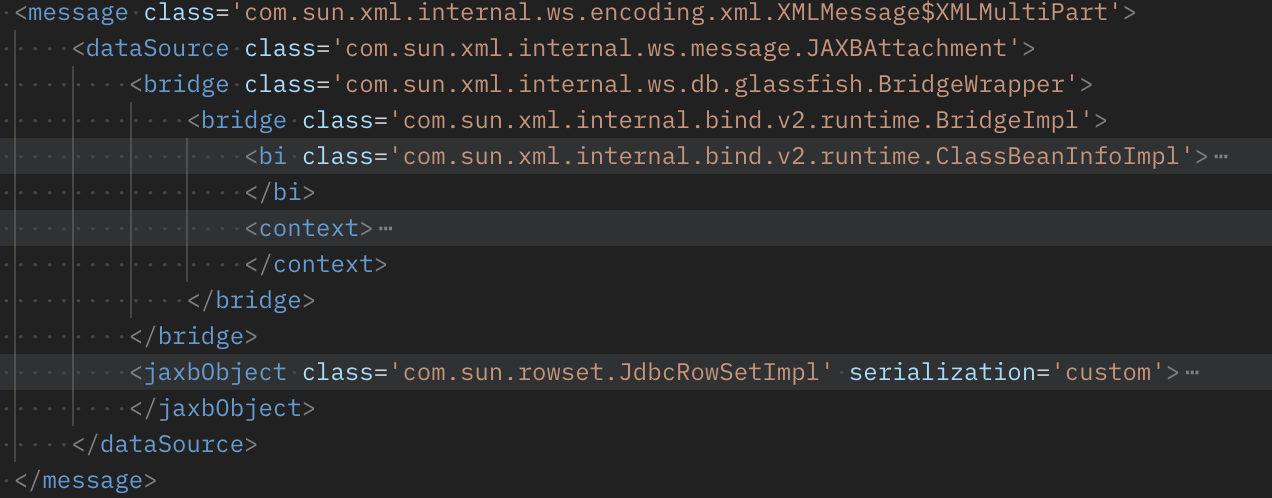 <message class='com.sun.xml.internal.ws.encoding.xml.XMLMessage$XMLMultiPart'>
    <dataSource class='com.sun.xml.internal.ws.message.JAXBAttachment'>
        <bridge class='com.sun.xml.internal.ws.db.glassfish.BridgeWrapper'>
            <bridge class='com.sun.xml.internal.bind.v2.runtime.BridgeImpl'>
                <bi class='com.sun.xml.internal.bind.v2.runtime.ClassBeanInfoImpl'>⋯
                </bi>
                <context>⋯
                </context>
            </bridge>
        </bridge>
        <jaxbObject class='com.sun.rowset.JdbcRowSetImpl' serialization='custom'>⋯
        </jaxbObject>
    </dataSource>
</message>